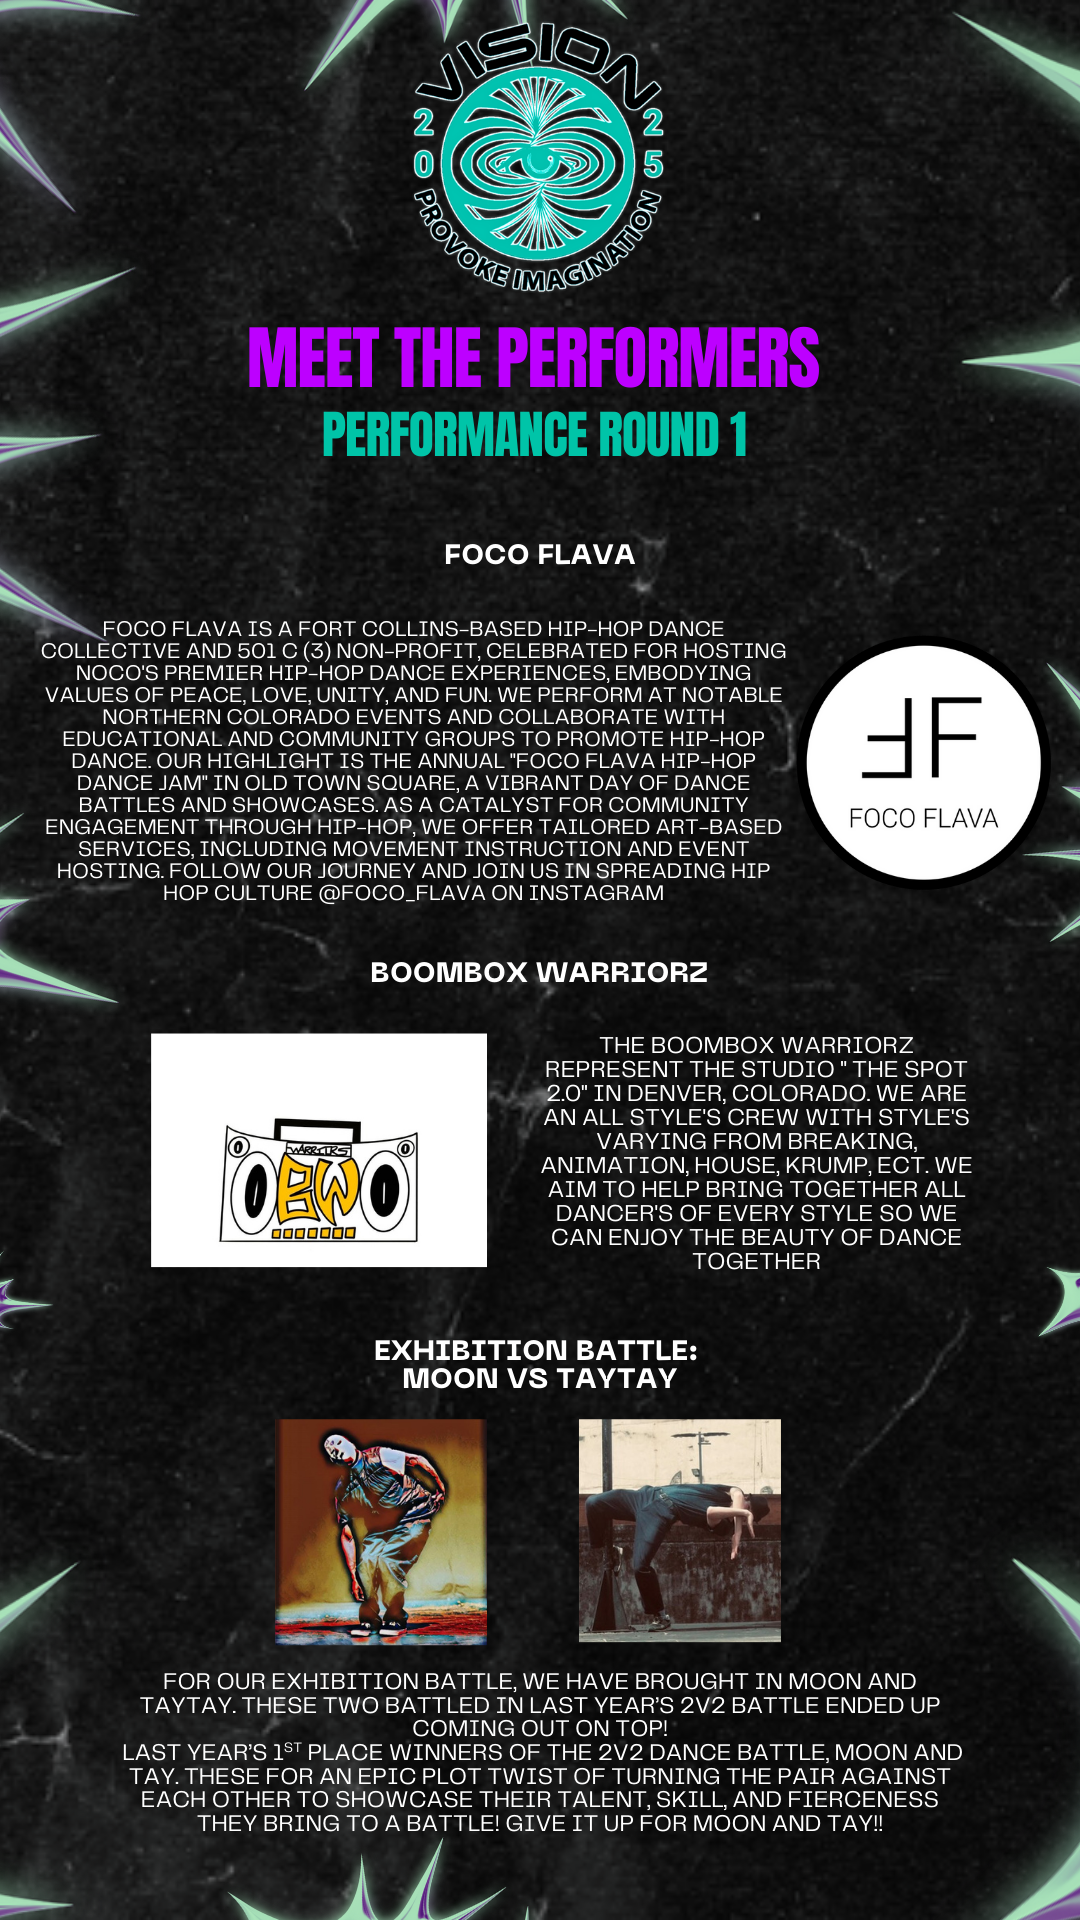 VISION
20 25
PROVOKE IMAGINATION
MEET THE PERFORMERS
PERFORMANCE ROUND 1
FOCO FLAVA
FOCO FLAVA IS A FORT COLLINS-BASED HIP-HOP DANCE
COLLECTIVE AND 501 C (3) NON-PROFIT, CELEBRATED FOR HOSTING
NOCO'S PREMIER HIP-HOP DANCE EXPERIENCES, EMBODYING
VALUES OF PEACE, LOVE, UNITY, AND FUN. WE PERFORM AT NOTABLE
NORTHERN COLORADO EVENTS AND COLLABORATE WITH
EDUCATIONAL AND COMMUNITY GROUPS TO PROMOTE HIP-HOP
DANCE. OUR HIGHLIGHT IS THE ANNUAL "FOCO FLAVA HIP-HOP
DANCE JAM" IN OLD TOWN SQUARE, A VIBRANT DAY OF DANCE
BATTLES AND SHOWCASES. AS A CATALYST FOR COMMUNITY
ENGAGEMENT THROUGH HIP-HOP, WE OFFER TAILORED ART-BASED
SERVICES, INCLUDING MOVEMENT INSTRUCTION AND EVENT
HOSTING. FOLLOW OUR JOURNEY AND JOIN US IN SPREADING HIP
HOP CULTURE @FOCO_FLAVA ON INSTAGRAM
FF
FOCO FLAVA
BOOMBOX WARRIORZ
WARRIORS
BW
THE BOOMBOX WARRIORZ
REPRESENT THE STUDIO " THE SPOT
2.0" IN DENVER, COLORADO. WE ARE
AN ALL STYLE'S CREW WITH STYLE'S
VARYING FROM BREAKING,
ANIMATION, HOUSE, KRUMP, ECT. WE
AIM TO HELP BRING TOGETHER ALL
DANCER'S OF EVERY STYLE SO WE
CAN ENJOY THE BEAUTY OF DANCE
TOGETHER
EXHIBITION BATTLE:
MOON VS TAYTAY
FOR OUR EXHIBITION BATTLE, WE HAVE BROUGHT IN MOON AND
TAYTAY. THESE TWO BATTLED IN LAST YEAR'S 2V2 BATTLE ENDED UP
COMING OUT ON TOP!
LAST YEAR'S 1ST PLACE WINNERS OF THE 2V2 DANCE BATTLE, MOON AND
TAY. THESE FOR AN EPIC PLOT TWIST OF TURNING THE PAIR AGAINST
EACH OTHER TO SHOWCASE THEIR TALENT, SKILL, AND FIERCENESS
THEY BRING TO A BATTLE! GIVE IT UP FOR MOON AND TAY!!